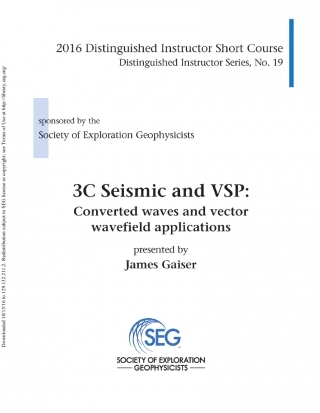 2016 Distinguished Instructor Short Course
Distinguished Instructor Series, No. 19
sponsored by the
Society of Exploration Geophysicists
3C Seismic and VSP:
Converted waves and vector
wavefield applications
presented by
James Gaiser
SEG
SOCIETY OF EXPLORATION
GEOPHYSICISTS
Downloaded 10/15/16 to 129.132.211.2. Redistribution subject to SEG license or copyright; see Terms of Use at http://library.seg.org/